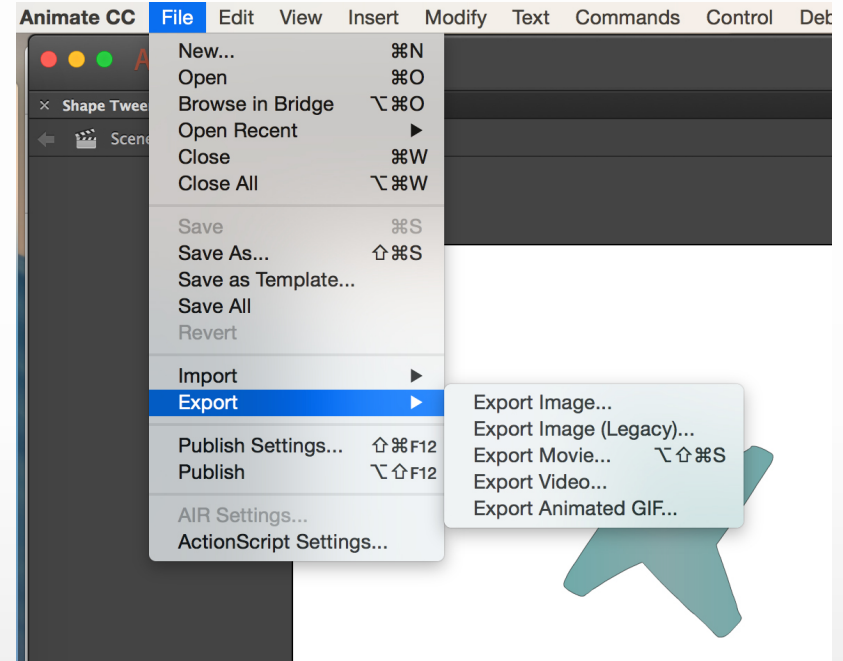 Animate CC File Edit View Insert Modify Text Commands Control Deb
New... ⌘N
Open ⌘O
Browse in Bridge ⌥⌘O
Open Recent ▶
Close ⌘W
Close All ⌥⌘W
Save ⌘S
Save As... ⇧⌘S
Save as Template...
Save All
Revert
Import ▶
Export ▶
Publish Settings... ⇧⌘F12
Publish ⌥⇧F12
AIR Settings...
ActionScript Settings...
Export Image...
Export Image (Legacy)...
Export Movie... ⌥⇧⌘S
Export Video...
Export Animated GIF...
A
× Shape Twee
Scene